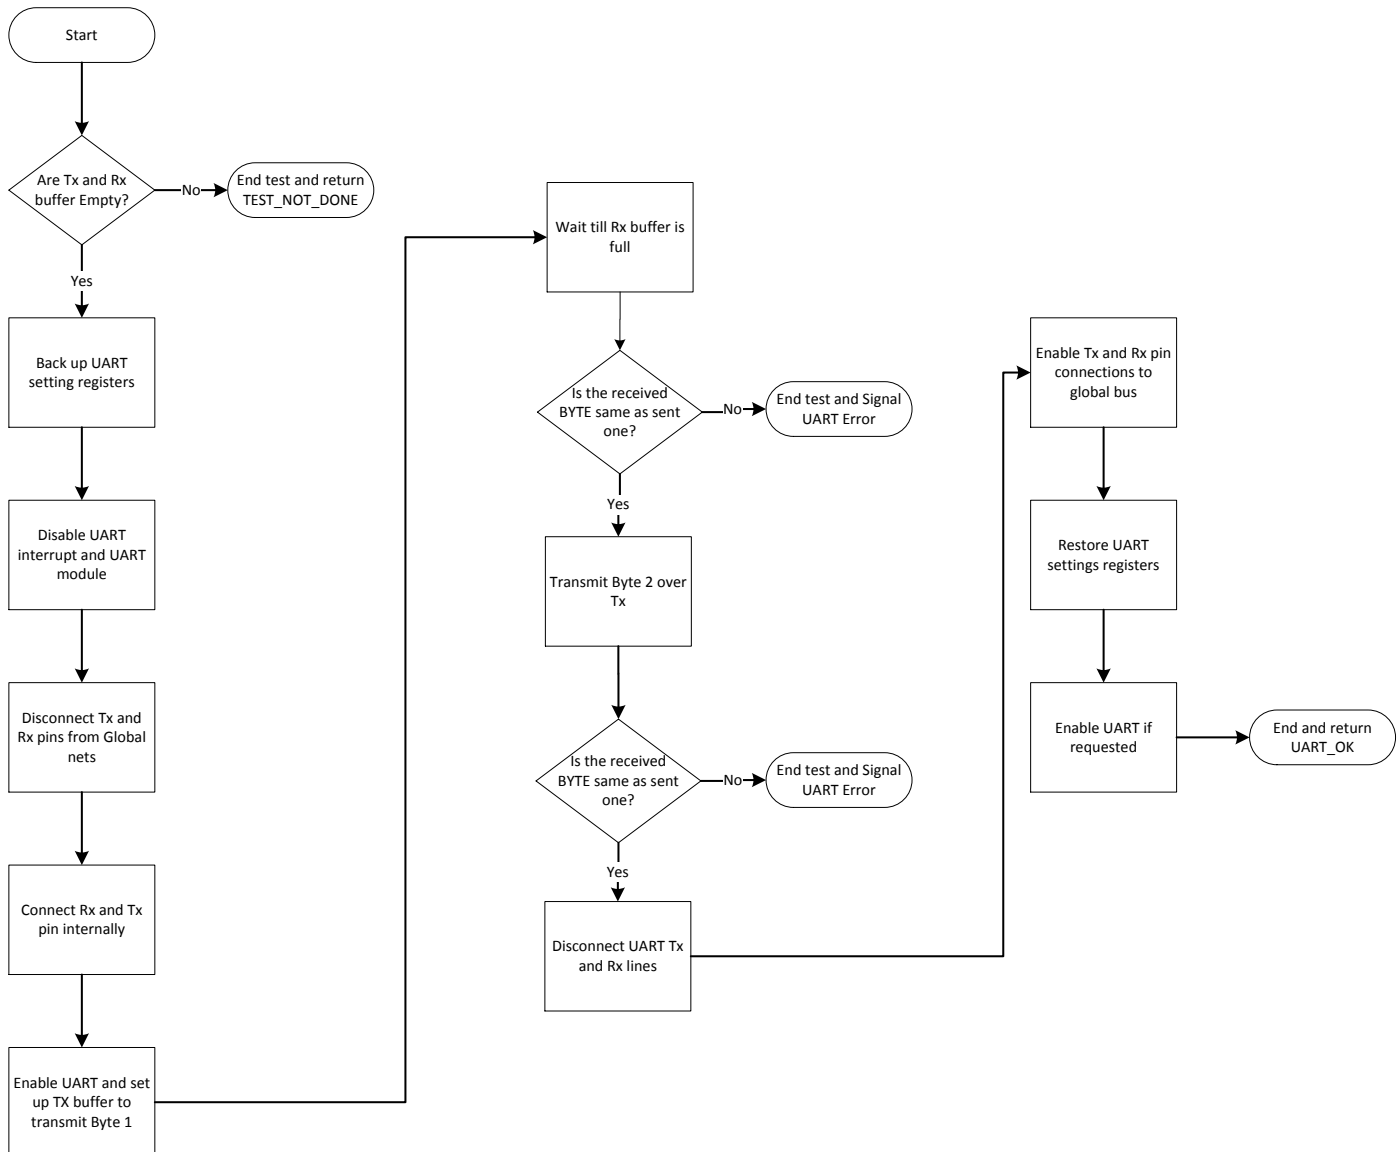 Start
Are Tx and Rx
buffer Empty?
No
End test and return
TEST_NOT_DONE
Yes
Back up UART
setting registers
Disable UART
interrupt and UART
module
Disconnect Tx and
Rx pins from Global
nets
Connect Rx and Tx
pin internally
Enable UART and set
up TX buffer to
transmit Byte 1
Wait till Rx buffer is
full
Is the received
BYTE same as sent
one?
No
End test and Signal
UART Error
Yes
Transmit Byte 2 over
Tx
Is the received
BYTE same as sent
one?
No
End test and Signal
UART Error
Yes
Disconnect UART Tx
and Rx lines
Enable Tx and Rx pin
connections to
global bus
Restore UART
settings registers
Enable UART if
requested
End and return
UART_OK